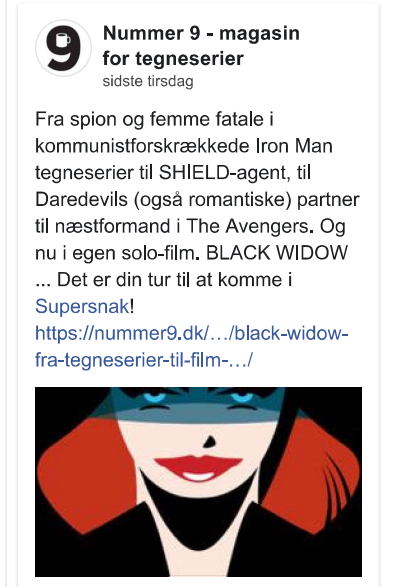 9
Nummer 9 - magasin
for tegneserier
sidste tirsdag
Fra spion og femme fatale i
kommunistforskrækkede Iron Man
tegneserier til SHIELD-agent, til
Daredevils (også romantiske) partner
til næstformand i The Avengers. Og
nu i egen solo-film. BLACK WIDOW
... Det er din tur til at komme i
Supersnak!
https://nummer9.dk/…/black-widow-
fra-tegneserier-til-film-…/